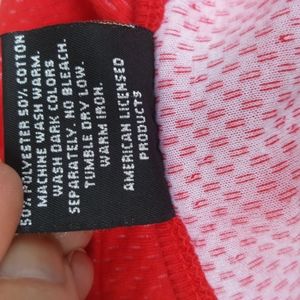 50% POLYESTER 50% COTTON
MACHINE WASH WARM.
WASH DARK COLORS
SEPARATELY. NO BLEACH.
TUMBLE DRY LOW.
WARM IRON.
AMERICAN LICENSED
PRODUCTS